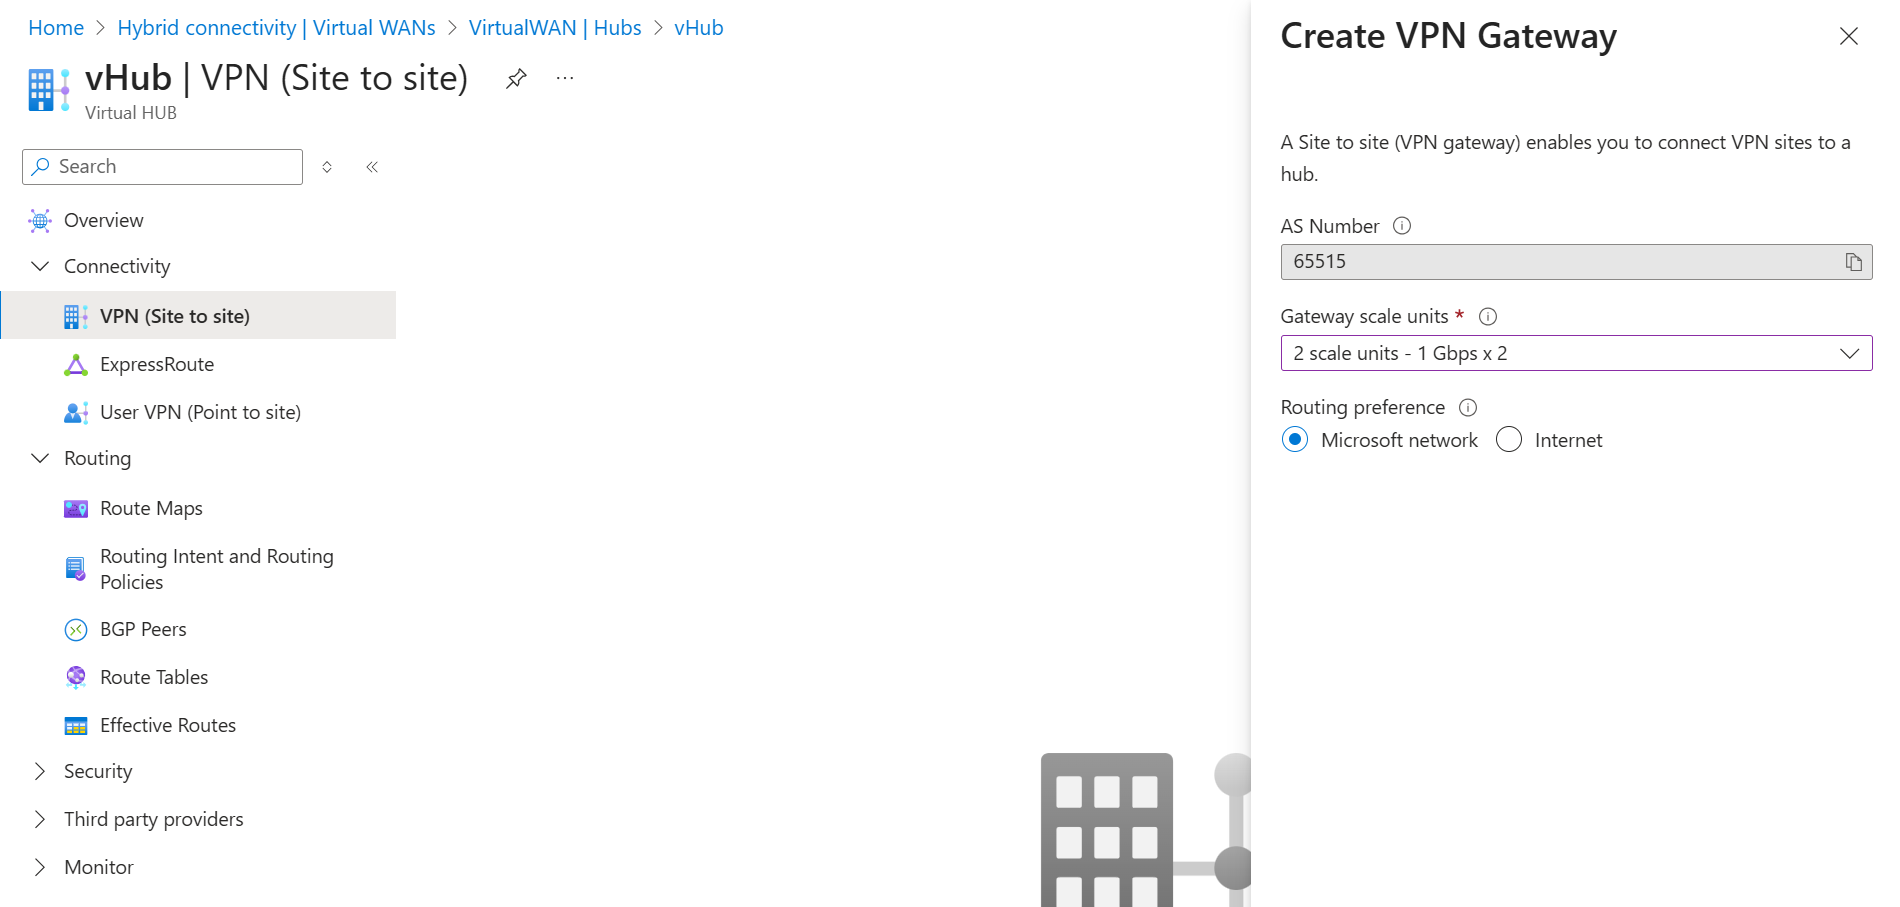 Home > Hybrid connectivity | Virtual WANs > VirtualWAN | Hubs > vHub
vHub | VPN (Site to site)
Virtual HUB
Search
Overview
Connectivity
VPN (Site to site)
ExpressRoute
User VPN (Point to site)
Routing
Route Maps
Routing Intent and Routing
Policies
BGP Peers
Route Tables
Effective Routes
Security
Third party providers
Monitor
Create VPN Gateway
A Site to site (VPN gateway) enables you to connect VPN sites to a
hub.
AS Number
65515
Gateway scale units *
2 scale units - 1 Gbps x 2
Routing preference
Microsoft network Internet